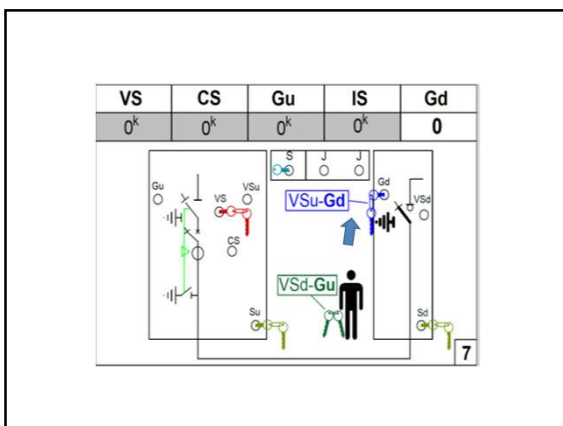 VS CS Gu IS Gd
0k 0k 0k 0k 0
S J J
Gu VS VSu Gd VSd
VSu-Gd
CS
VSd-Gu
Su Sd
7